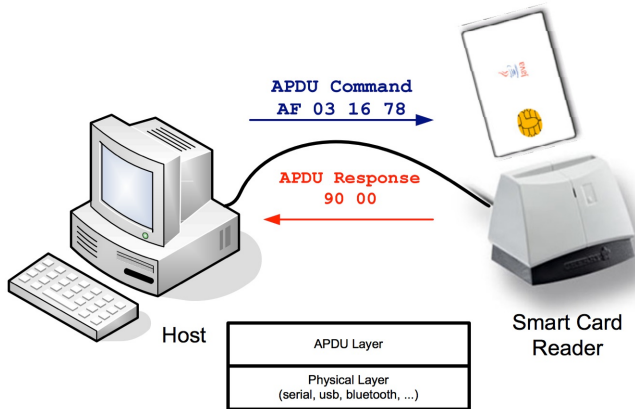 APDU Command
AF 03 16 78
APDU Response
90 00
Host
Smart Card
Reader
APDU Layer
Physical Layer
(serial, usb, bluetooth, ...)